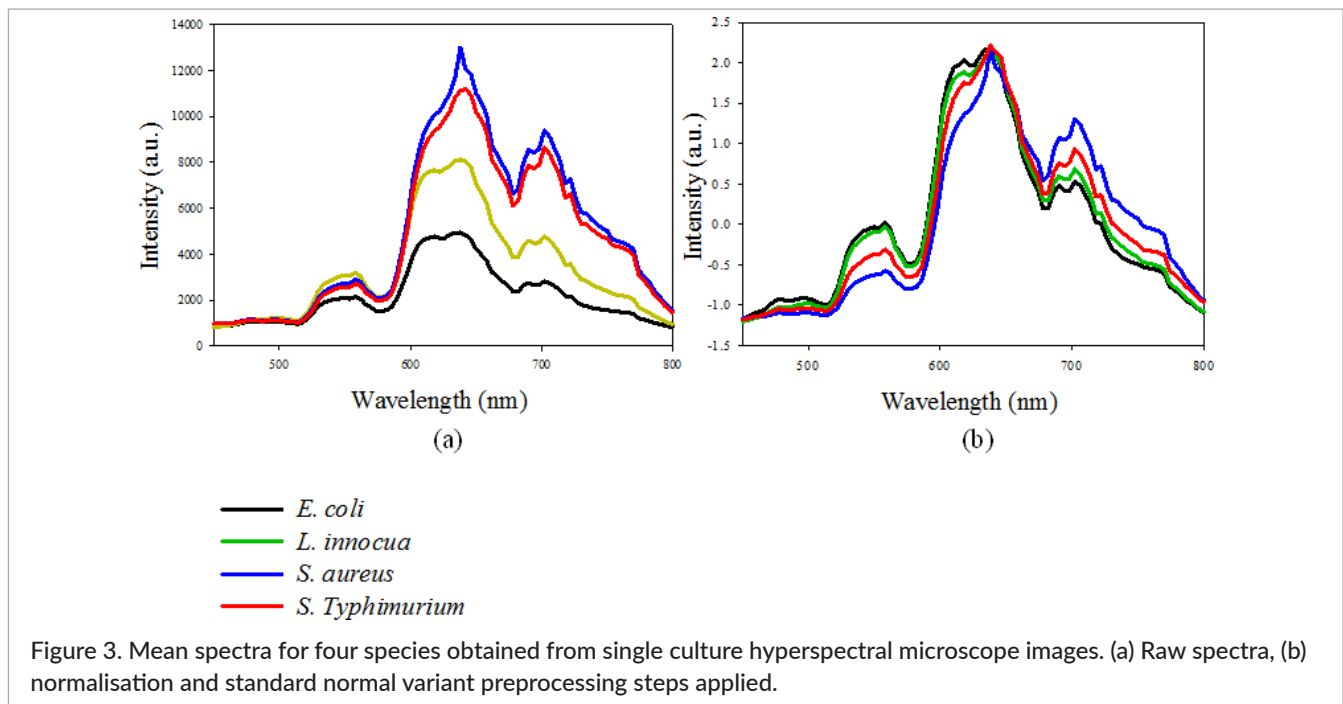 14000
12000
10000
8000
6000
4000
2000
0
500
600
700
800
Intensity (a.u.)
Wavelength (nm)
(a)
2.5
2.0
1.5
1.0
0.5
0.0
-0.5
-1.0
-1.5
500
600
700
800
Intensity (a.u.)
Wavelength (nm)
(b)
E. coli
L. innocua
S. aureus
S. Typhimurium
Figure 3. Mean spectra for four species obtained from single culture hyperspectral microscope images. (a) Raw spectra, (b)
normalisation and standard normal variant preprocessing steps applied.